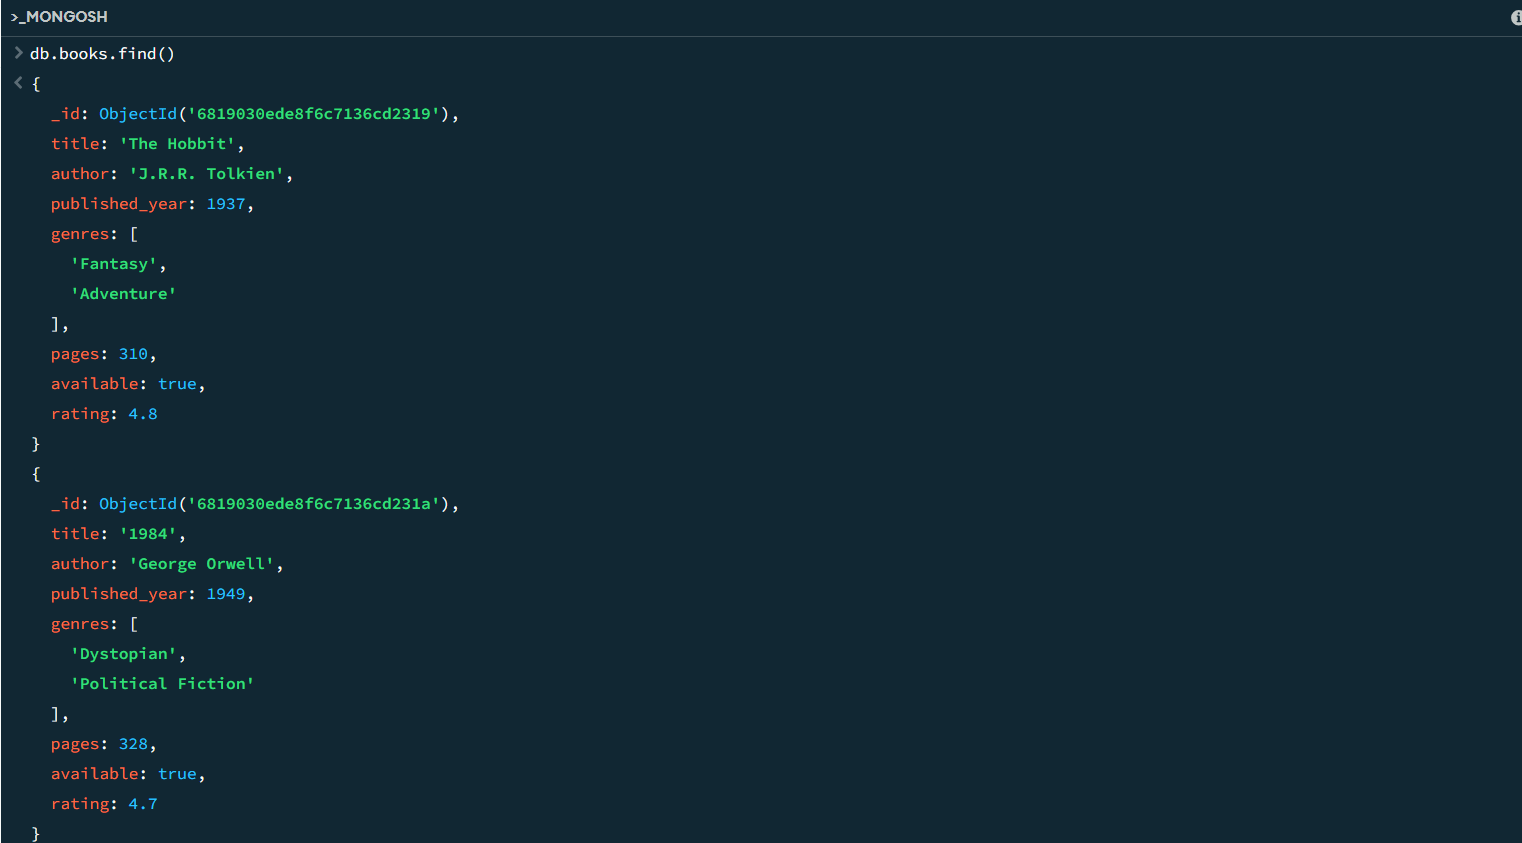 >_MONGOSH
> db.books.find()
< {
_id: ObjectId('6819030ede8f6c7136cd2319'),
title: 'The Hobbit',
author: 'J.R.R. Tolkien',
published_year: 1937,
genres: [
'Fantasy',
'Adventure'
],
pages: 310,
available: true,
rating: 4.8
}
{
_id: ObjectId('6819030ede8f6c7136cd231a'),
title: '1984',
author: 'George Orwell',
published_year: 1949,
genres: [
'Dystopian',
'Political Fiction'
],
pages: 328,
available: true,
rating: 4.7
}